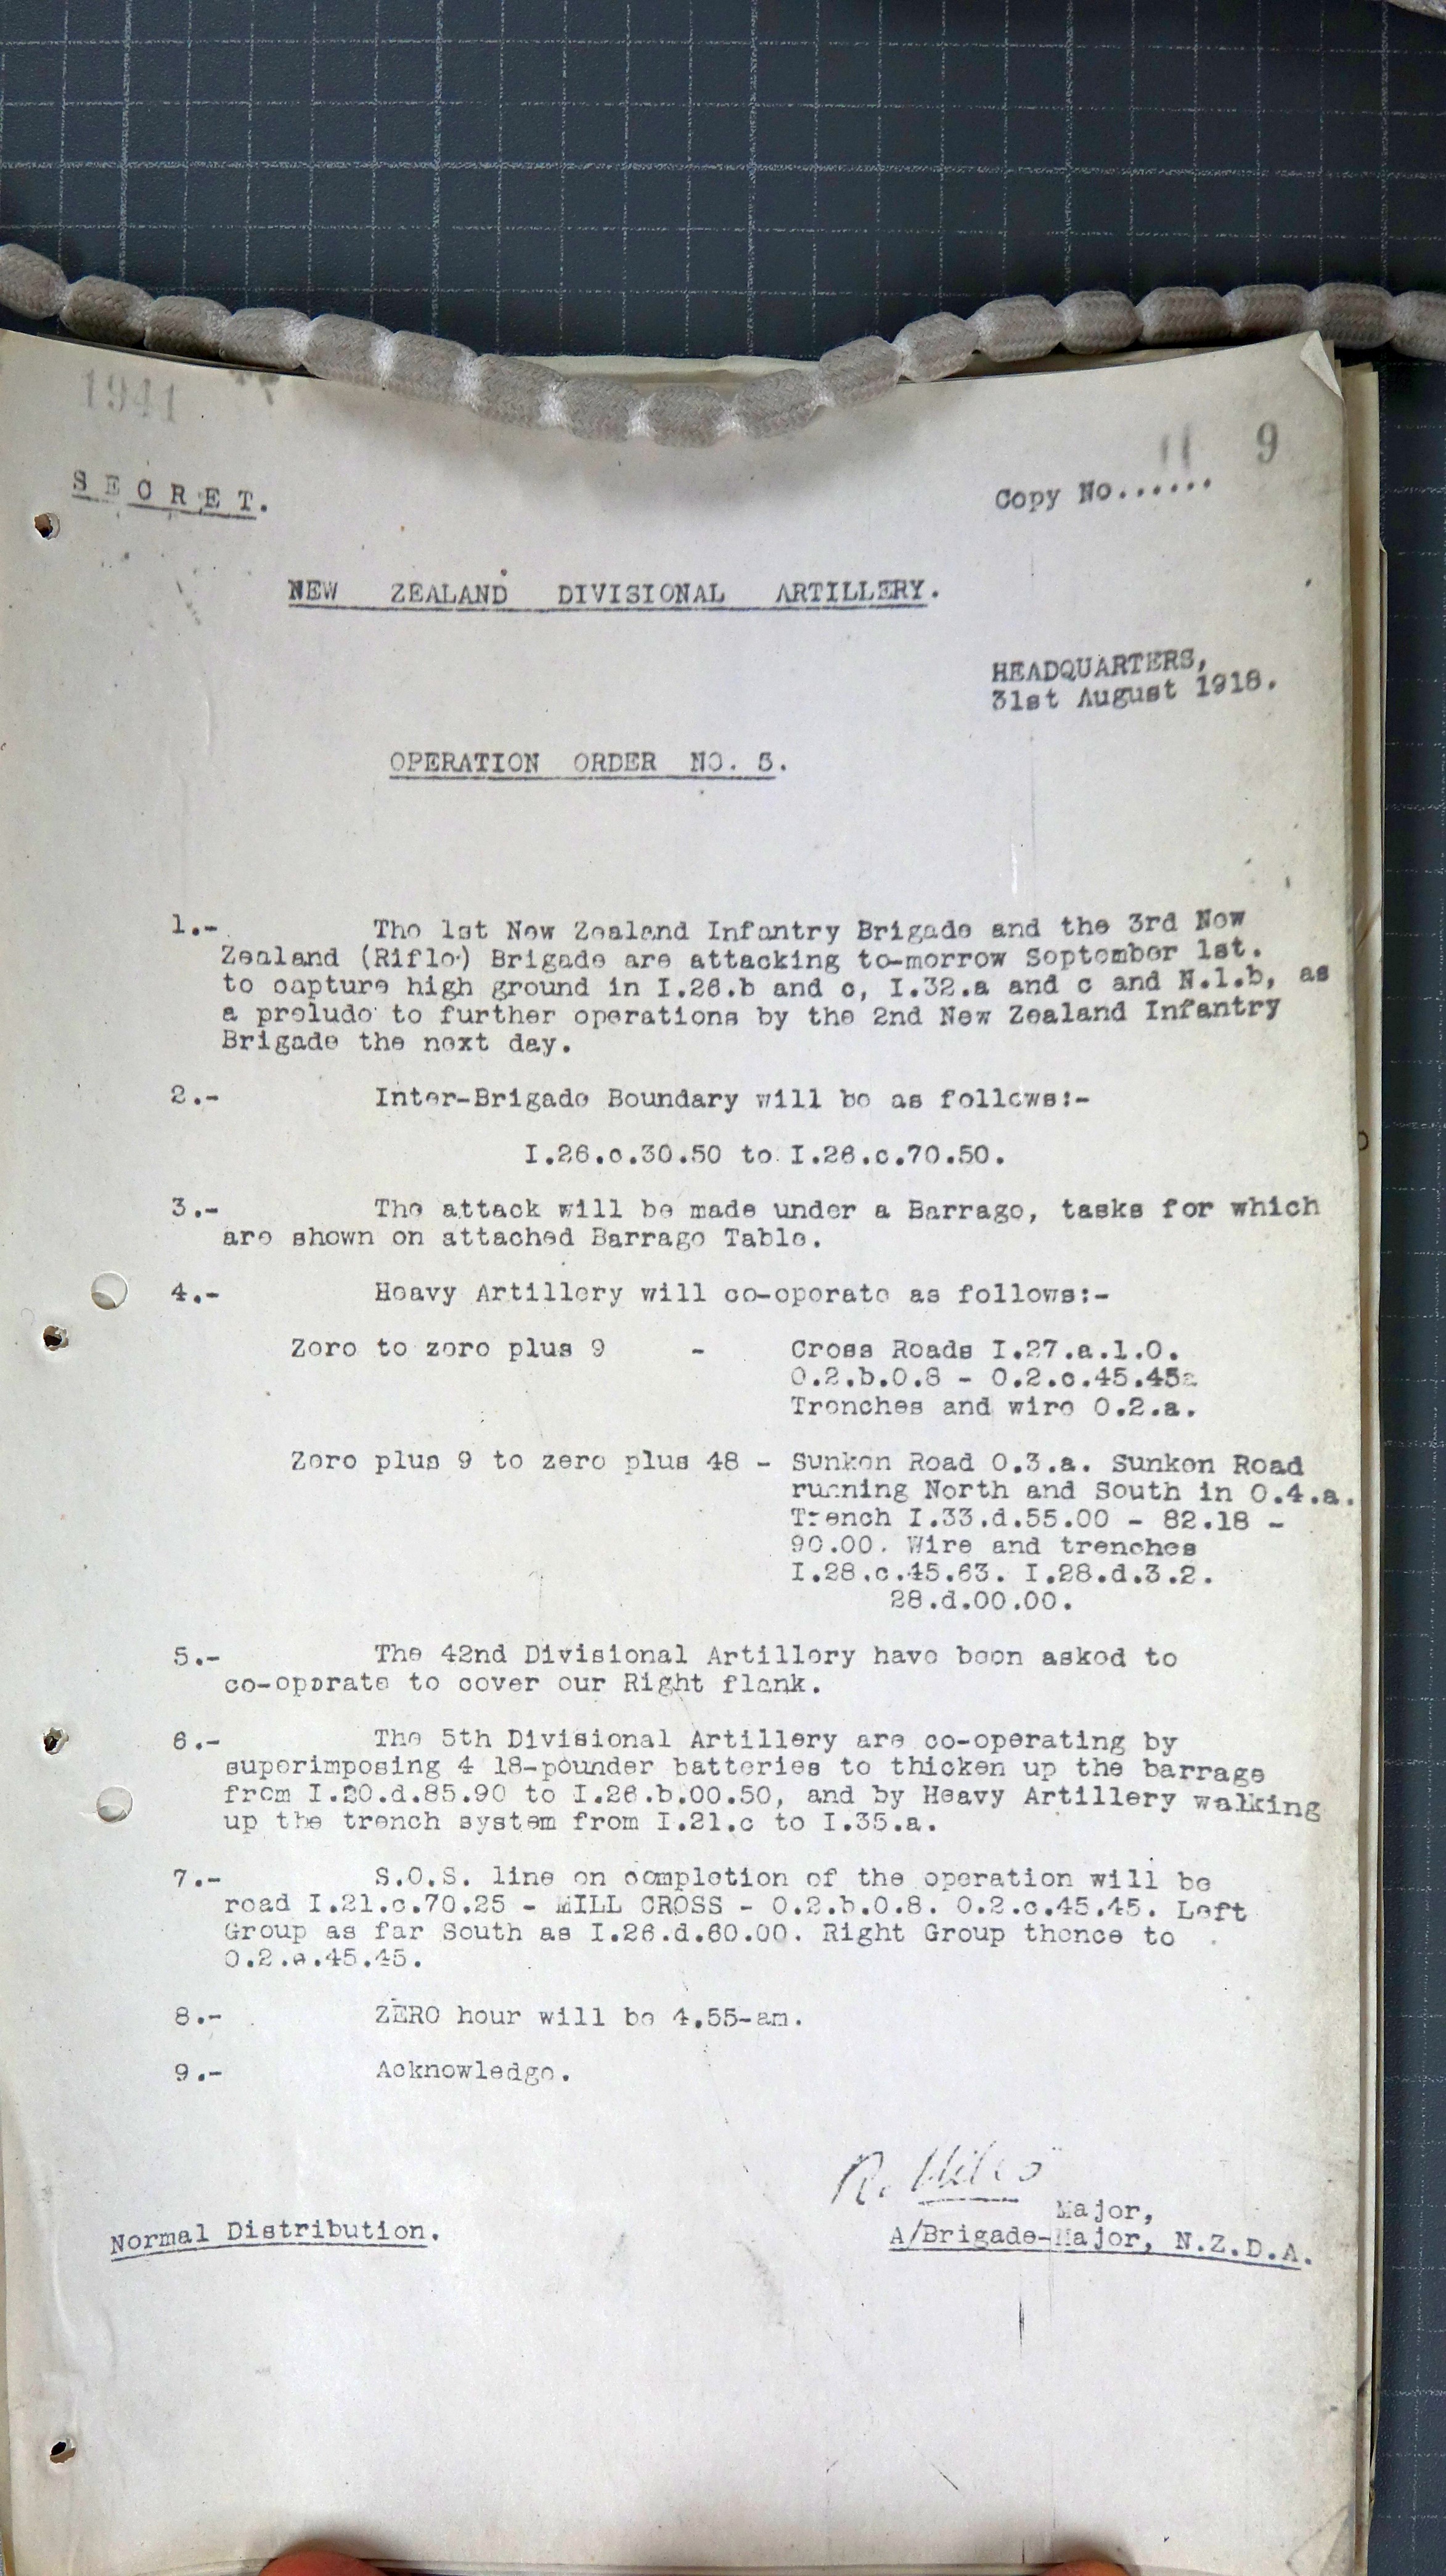 1941
11 9
SECRET.
Copy No......
NEW ZEALAND DIVISIONAL ARTILLERY.
HEADQUARTERS,
31st August 1918.
OPERATION ORDER NO. 5.
1.- The 1st New Zealand Infantry Brigade and the 3rd New
Zealand (Rifle) Brigade are attacking to-morrow September 1st.
to capture high ground in I.26.b and c, I.32.a and c and N.1.b, as
a prelude to further operations by the 2nd New Zealand Infantry
Brigade the next day.
2.- Inter-Brigade Boundary will be as follows:-
I.26.c.30.50 to I.26.c.70.50.
3.- The attack will be made under a Barrage, tasks for which
are shown on attached Barrage Table.
4.- Heavy Artillery will co-operate as follows:-
Zero to zero plus 9 - Cross Roads I.27.a.1.0.
O.2.b.0.8 - O.2.c.45.45
Trenches and wire O.2.a.
Zero plus 9 to zero plus 48 - Sunken Road O.3.a. Sunken Road
running North and South in O.4.a.
Trench I.33.d.55.00 - 82.18 -
90.00. Wire and trenches
I.28.c.45.63. I.28.d.3.2.
28.d.00.00.
5.- The 42nd Divisional Artillery have been asked to
co-operate to cover our Right flank.
6.- The 5th Divisional Artillery are co-operating by
superimposing 4 18-pounder batteries to thicken up the barrage
from I.20.d.85.90 to I.26.b.00.50, and by Heavy Artillery walking
up the trench system from I.21.c to I.35.a.
7.- S.O.S. line on completion of the operation will be
road I.21.c.70.25 - MILL CROSS - O.2.b.0.8. O.2.c.45.45. Left
Group as far South as I.26.d.60.00. Right Group thence to
O.2.c.45.45.
8.- ZERO hour will be 4.55-am.
9.- Acknowledge.
R. Miles
Major,
Normal Distribution.
A/Brigade-Major, N.Z.D.A.